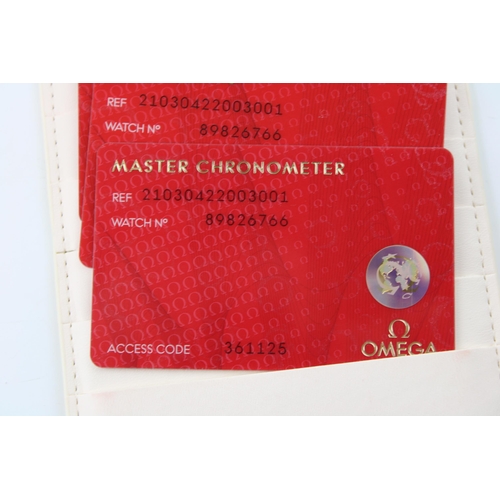 REF 21030422003001
WATCH Nº 89826766
MASTER CHRONOMETER
REF 21030422003001
WATCH Nº 89826766
ACCESS CODE 361125
Ω
OMEGA